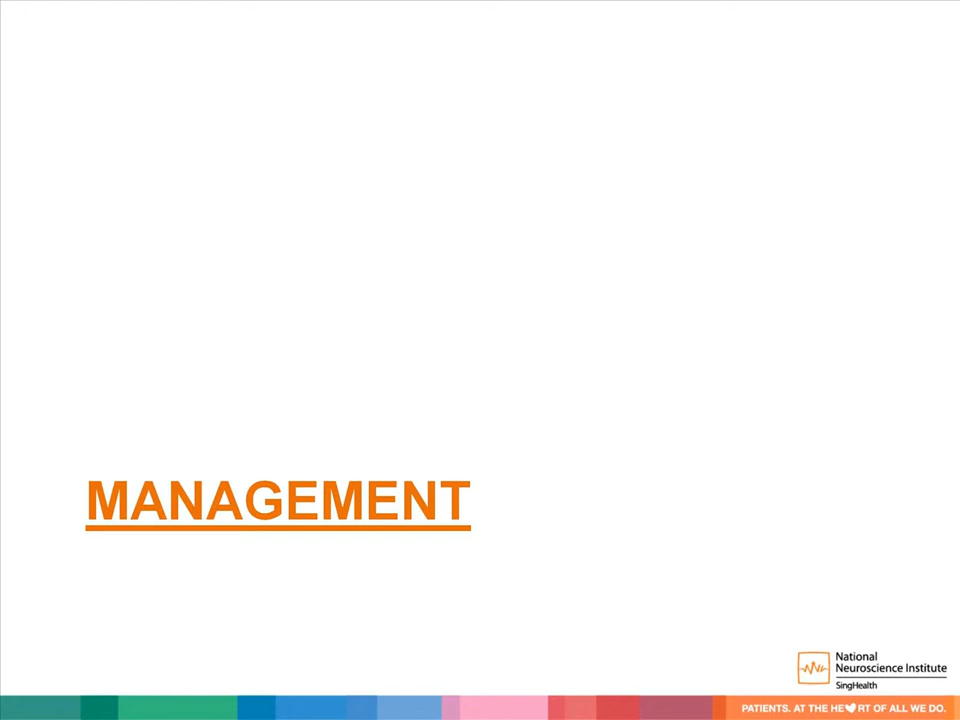 MANAGEMENT
National
Neuroscience Institute
SingHealth
PATIENTS. AT THE HE♥RT OF ALL WE DO.